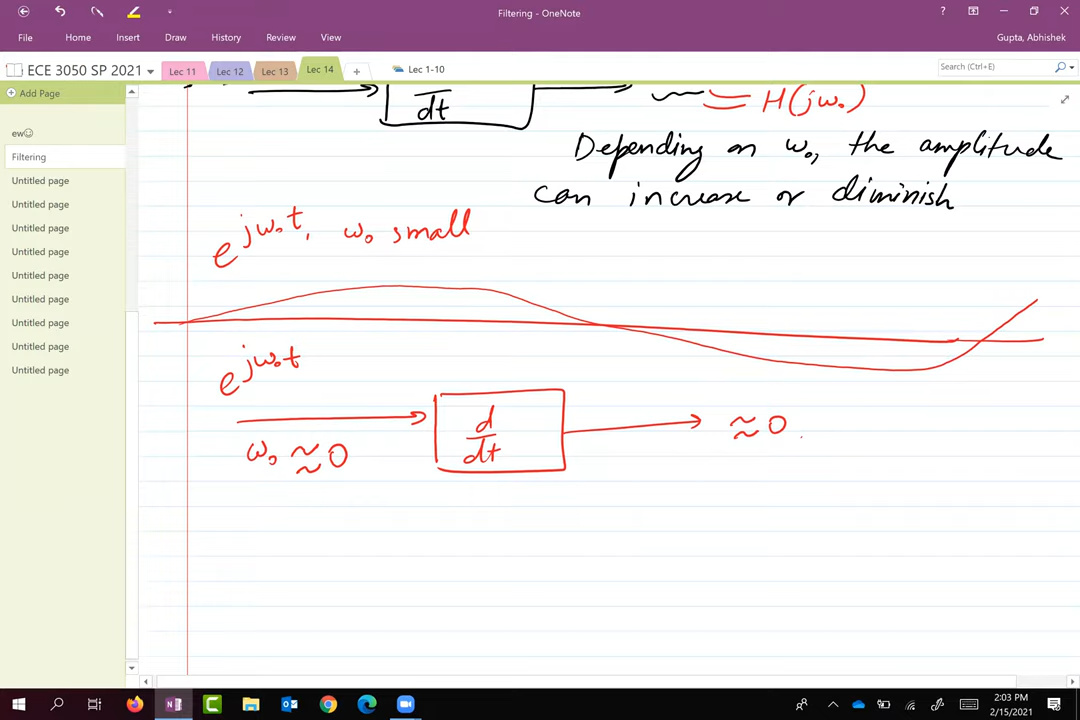 Filtering - OneNote
?
File
Home
Insert
Draw
History
Review
View
Gupta, Abhishek
ECE 3050 SP 2021
Lec 11
Lec 12
Lec 13
Lec 14
Lec 1-10
Search (Ctrl+E)
Add Page
ew☺
Filtering
Untitled page
Untitled page
Untitled page
Untitled page
Untitled page
Untitled page
Untitled page
Untitled page
Untitled page
dt
= H(jω₀)
Depending on ω₀, the amplitude
can increase or diminish
e^{jω₀t}, ω₀ small
e^{jω₀t}
ω₀ ≈ 0
d
dt
≈ 0.
2:03 PM
2/15/2021